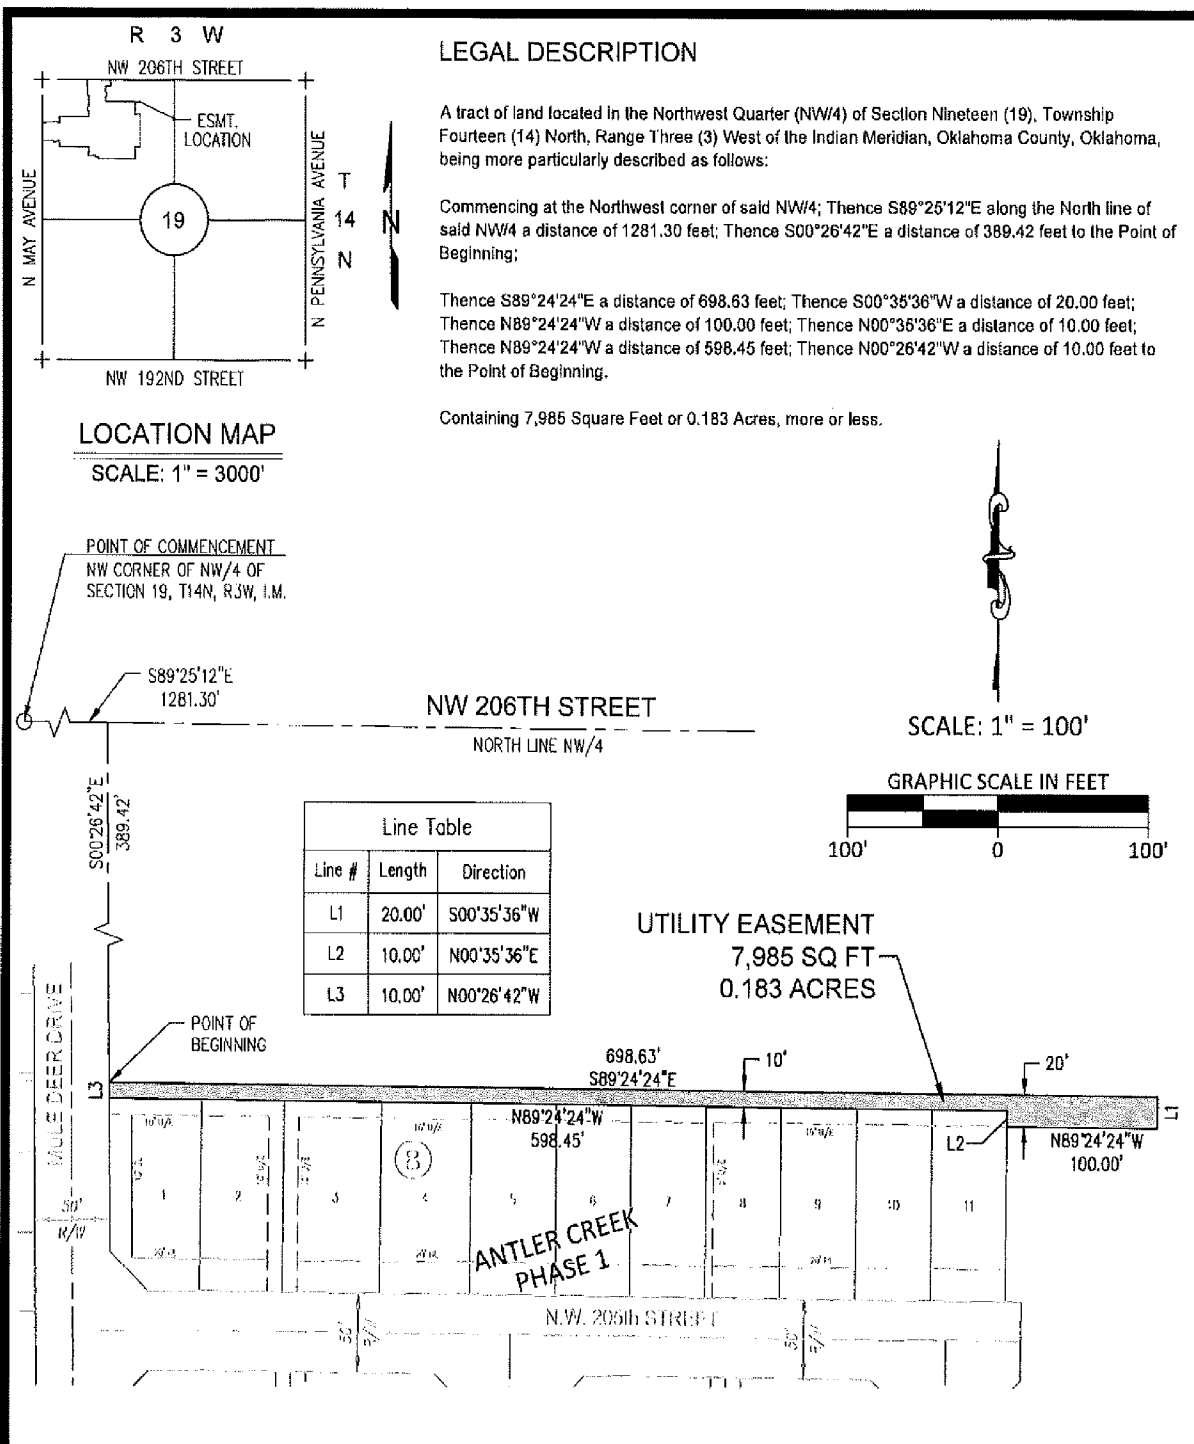 R 3 W
NW 206TH STREET
ESMT.
LOCATION
N MAY AVENUE
N PENNSYLVANIA AVENUE
T
14
N
19
N
NW 192ND STREET
LOCATION MAP
SCALE: 1" = 3000'
LEGAL DESCRIPTION
A tract of land located in the Northwest Quarter (NW/4) of Section Nineteen (19), Township
Fourteen (14) North, Range Three (3) West of the Indian Meridian, Oklahoma County, Oklahoma,
being more particularly described as follows:
Commencing at the Northwest corner of said NW/4; Thence S89°25'12"E along the North line of
said NW/4 a distance of 1281.30 feet; Thence S00°26'42"E a distance of 389.42 feet to the Point of
Beginning;
Thence S89°24'24"E a distance of 698.63 feet; Thence S00°35'36"W a distance of 20.00 feet;
Thence N89°24'24"W a distance of 100.00 feet; Thence N00°35'36"E a distance of 10.00 feet;
Thence N89°24'24"W a distance of 598.45 feet; Thence N00°26'42"W a distance of 10.00 feet to
the Point of Beginning.
Containing 7,985 Square Feet or 0.183 Acres, more or less.
POINT OF COMMENCEMENT
NW CORNER OF NW/4 OF
SECTION 19, T14N, R3W, I.M.
S89°25'12"E
1281.30'
NW 206TH STREET
NORTH LINE NW/4
SCALE: 1" = 100'
GRAPHIC SCALE IN FEET
100' 0 100'
S00°26'42"E
389.42'
Line Table
Line # Length Direction
L1 20.00' S00°35'36"W
L2 10.00' N00°35'36"E
L3 10.00' N00°26'42"W
UTILITY EASEMENT
7,985 SQ FT
0.183 ACRES
POINT OF
BEGINNING
MULE DEER DRIVE
L3
698.63'
S89°24'24"E
10'
20'
L1
N89°24'24"W
598.45'
L2
N89°24'24"W
100.00'
10' U/E
10' U/E
10' U/E
8
1 2 3 4 5 6 7 8 9 10 11
50'
R/W
ANTLER CREEK
PHASE 1
N.W. 205th STREET
50'
R/W
50'
R/W